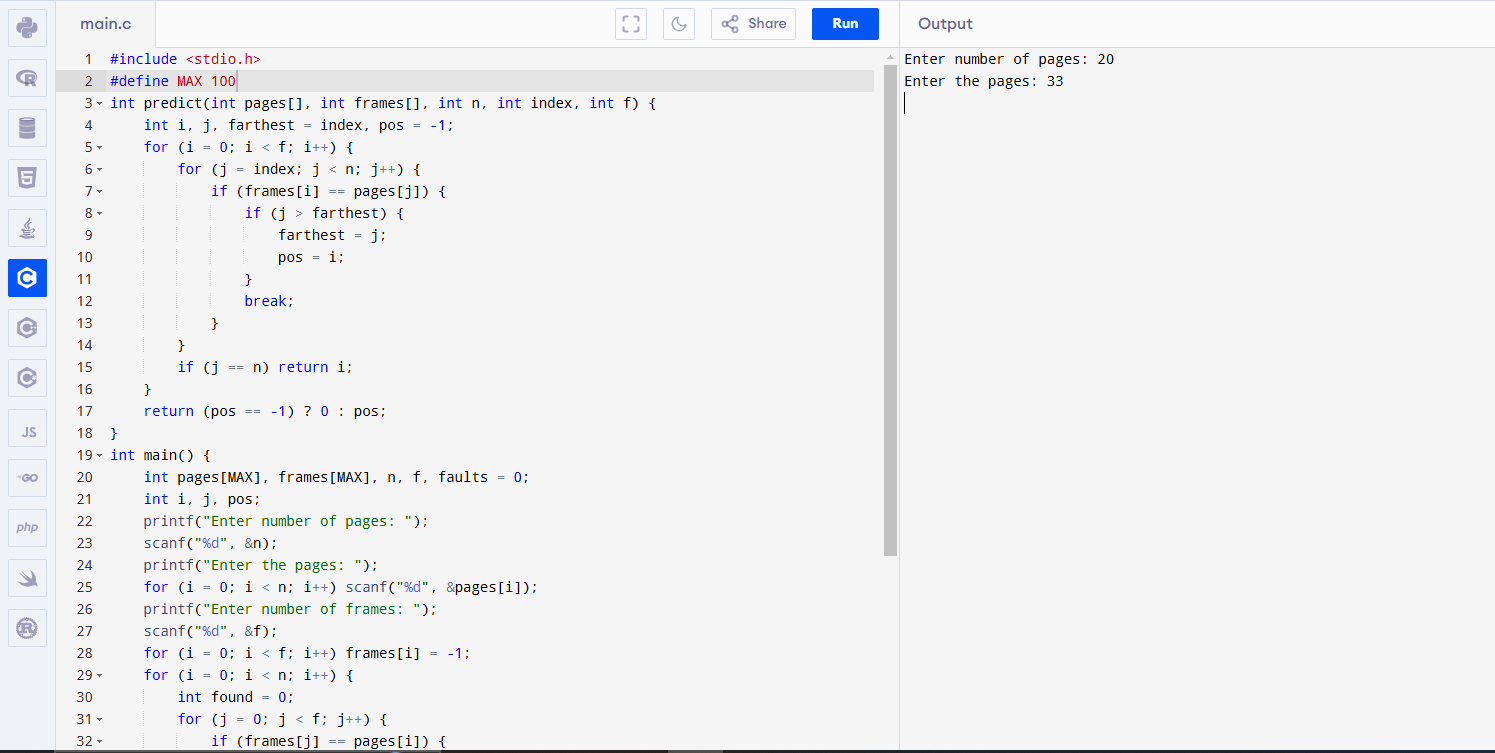 main.c
Share
Run
Output
1 #include <stdio.h>
2 #define MAX 100
3 int predict(int pages[], int frames[], int n, int index, int f) {
4     int i, j, farthest = index, pos = -1;
5     for (i = 0; i < f; i++) {
6         for (j = index; j < n; j++) {
7             if (frames[i] == pages[j]) {
8                 if (j > farthest) {
9                     farthest = j;
10                     pos = i;
11                 }
12                 break;
13             }
14         }
15         if (j == n) return i;
16     }
17     return (pos == -1) ? 0 : pos;
18 }
19 int main() {
20     int pages[MAX], frames[MAX], n, f, faults = 0;
21     int i, j, pos;
22     printf("Enter number of pages: ");
23     scanf("%d", &n);
24     printf("Enter the pages: ");
25     for (i = 0; i < n; i++) scanf("%d", &pages[i]);
26     printf("Enter number of frames: ");
27     scanf("%d", &f);
28     for (i = 0; i < f; i++) frames[i] = -1;
29     for (i = 0; i < n; i++) {
30         int found = 0;
31         for (j = 0; j < f; j++) {
32             if (frames[j] == pages[i]) {
Enter number of pages: 20
Enter the pages: 33
R
5
C
C
C
JS
GO
php
R